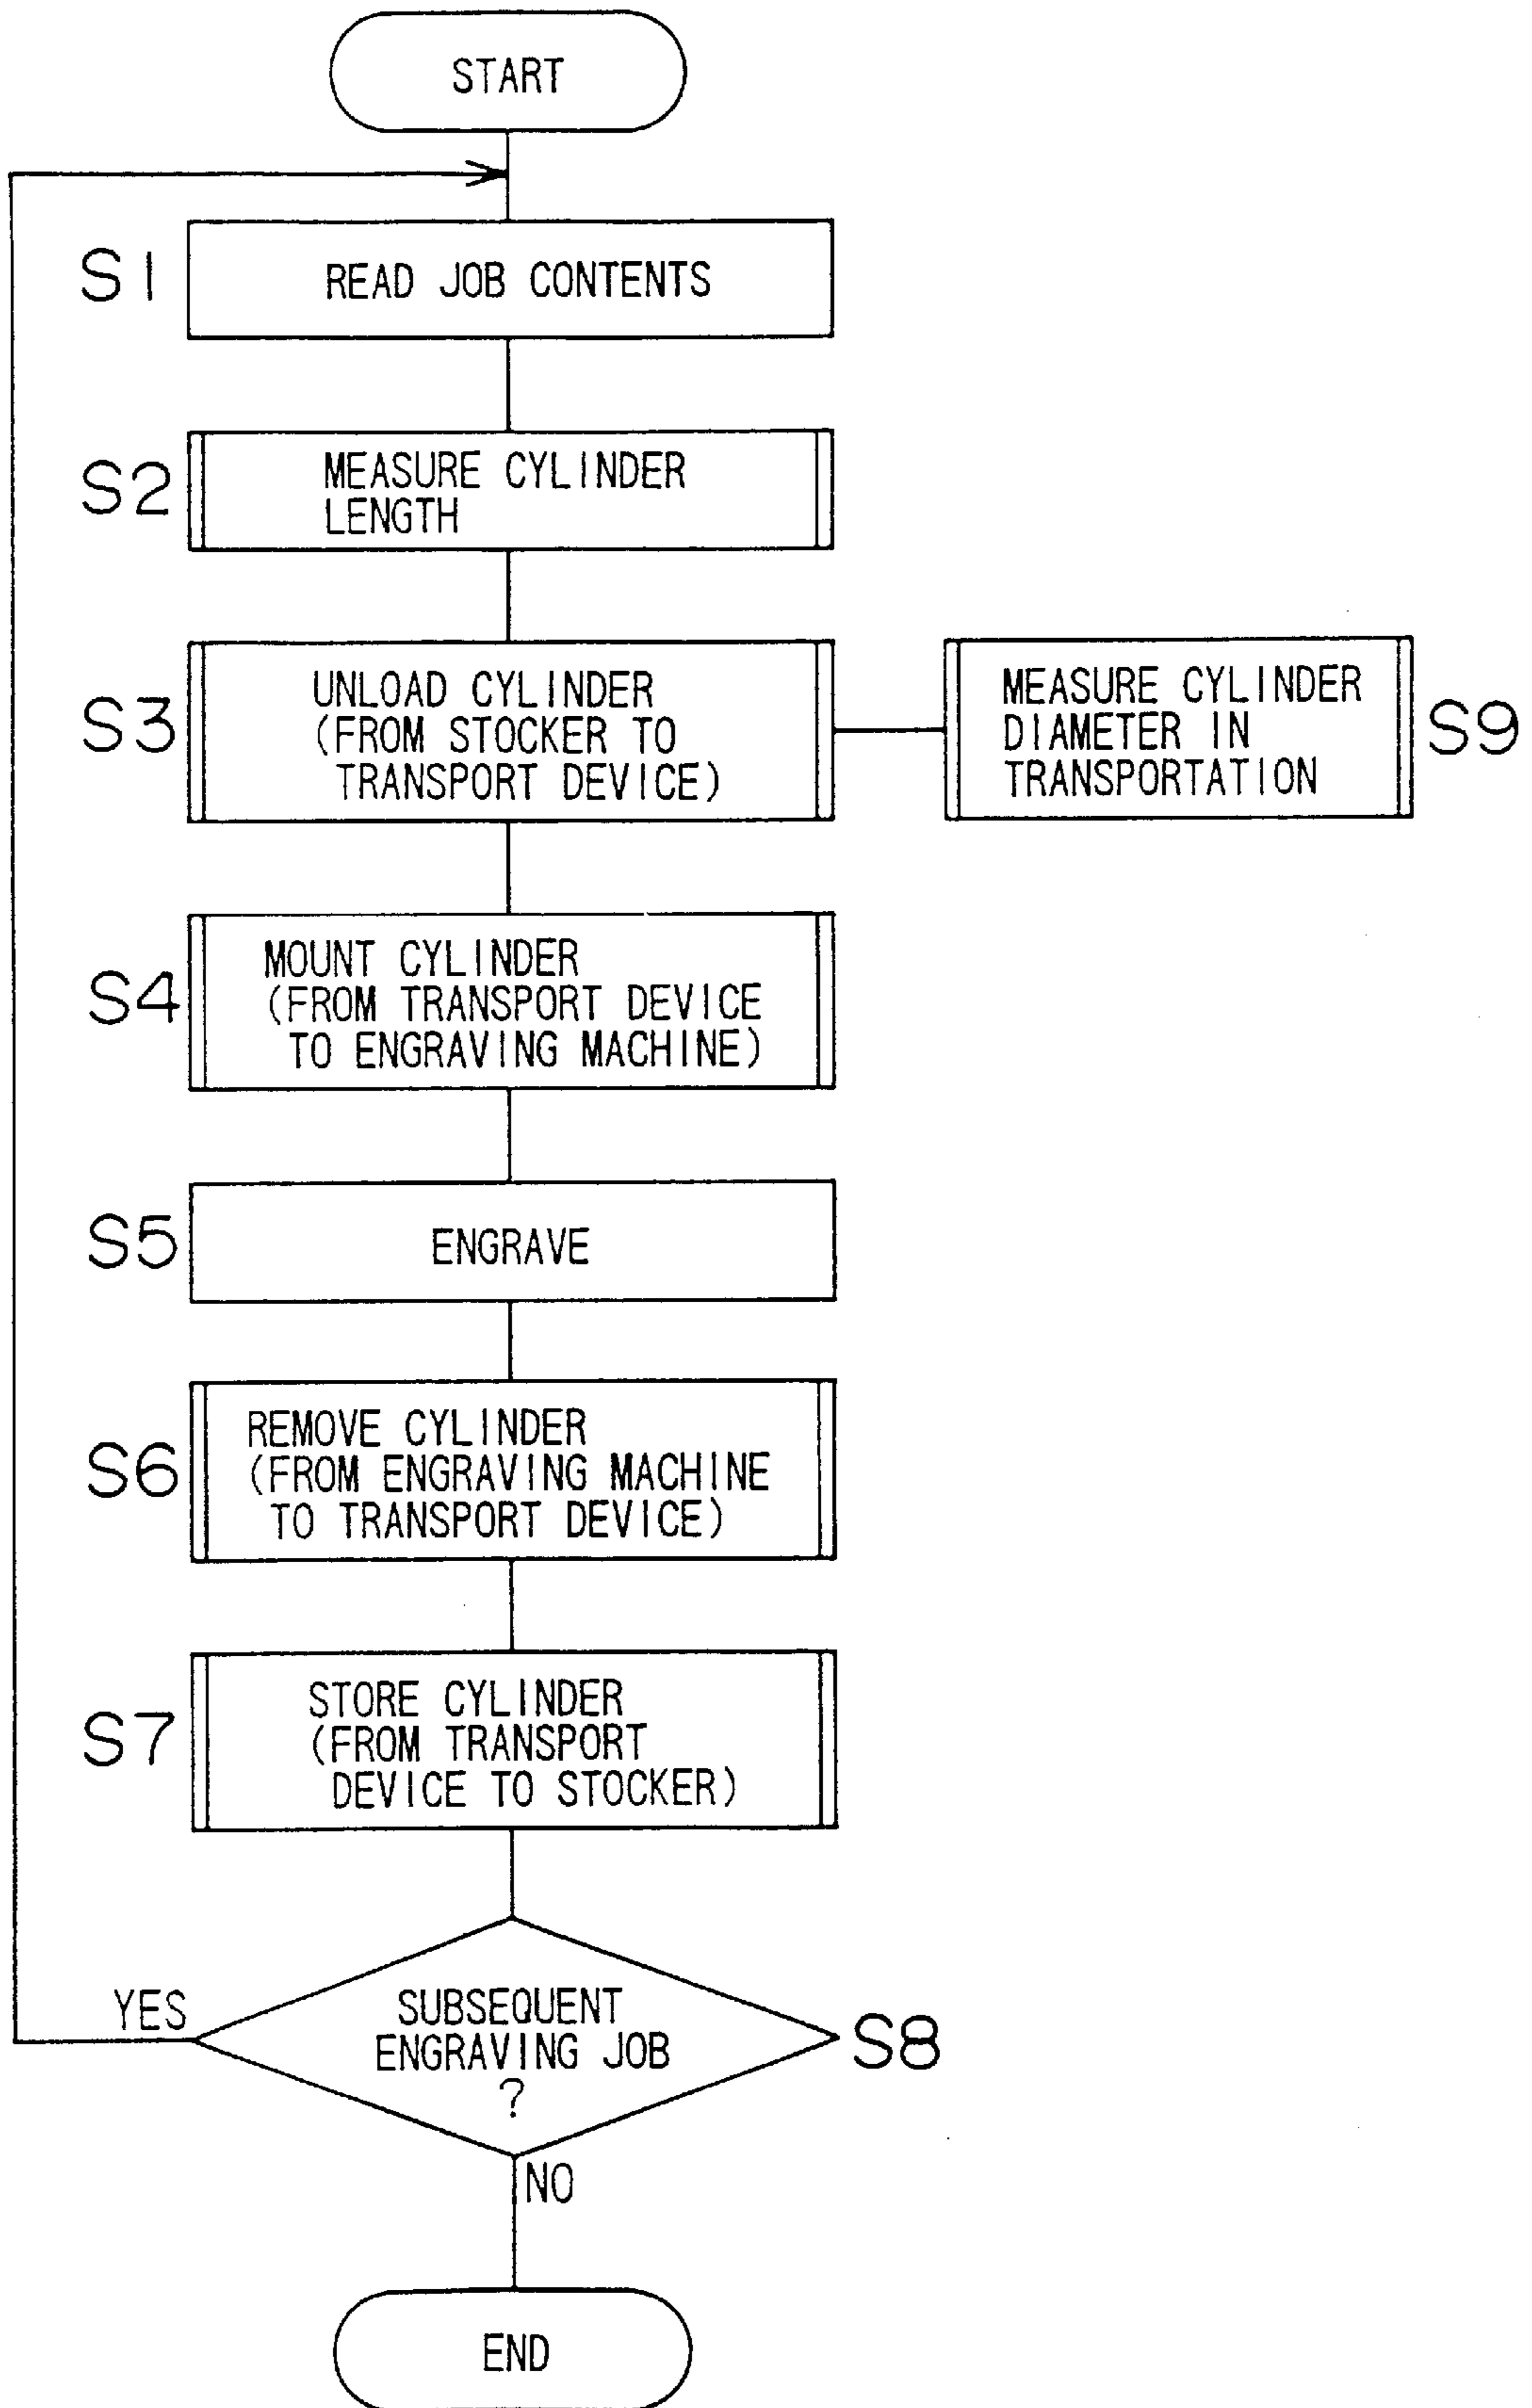 START
S1
READ JOB CONTENTS
S2
MEASURE CYLINDER
LENGTH
S3
UNLOAD CYLINDER
(FROM STOCKER TO
TRANSPORT DEVICE)
MEASURE CYLINDER
DIAMETER IN
TRANSPORTATION
S9
S4
MOUNT CYLINDER
(FROM TRANSPORT DEVICE
TO ENGRAVING MACHINE)
S5
ENGRAVE
S6
REMOVE CYLINDER
(FROM ENGRAVING MACHINE
TO TRANSPORT DEVICE)
S7
STORE CYLINDER
(FROM TRANSPORT
DEVICE TO STOCKER)
YES
SUBSEQUENT
ENGRAVING JOB
?
S8
NO
END